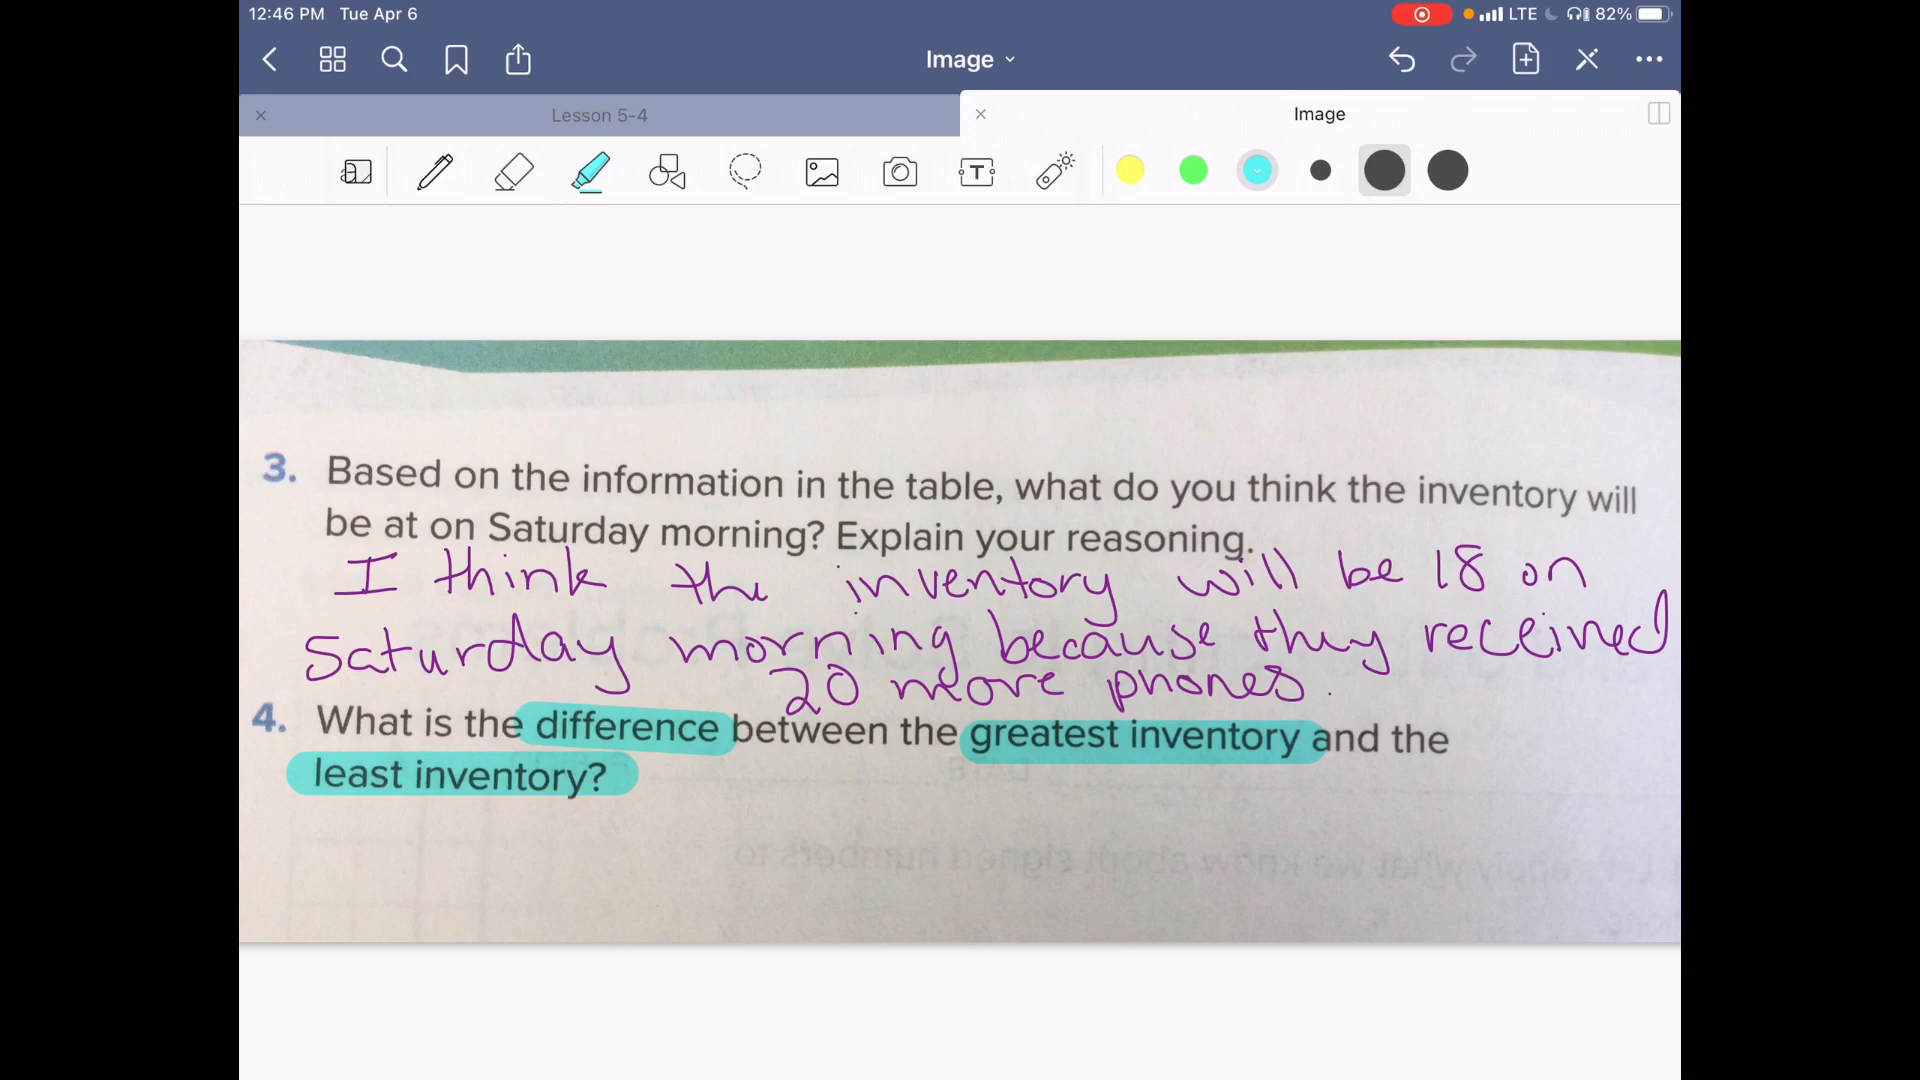 12:46 PM Tue Apr 6
LTE 82%
Image
Lesson 5-4
Image
3. Based on the information in the table, what do you think the inventory will
be at on Saturday morning? Explain your reasoning.
I think the inventory will be 18 on
saturday morning because they received
20 more phones.
4. What is the difference between the greatest inventory and the
least inventory?